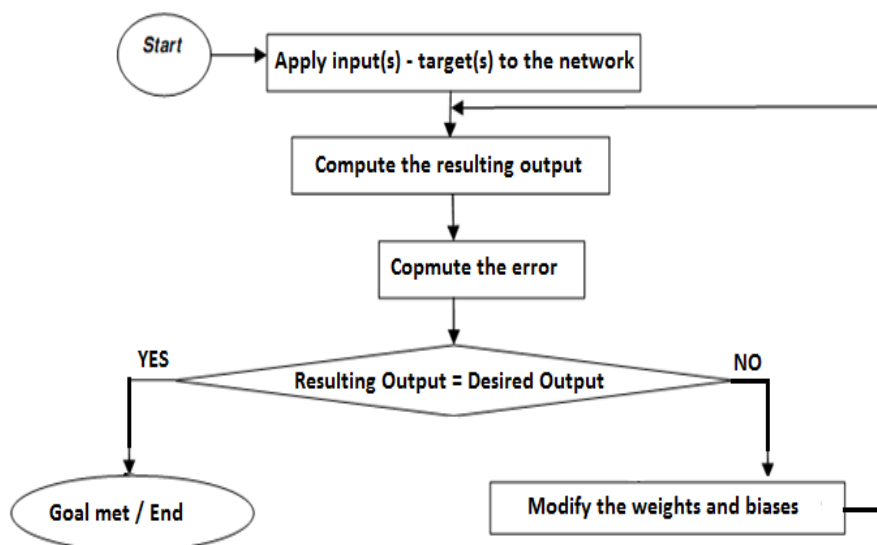 Start
Apply input(s) - target(s) to the network
Compute the resulting output
Copmute the error
YES
NO
Resulting Output = Desired Output
Goal met / End
Modify the weights and biases